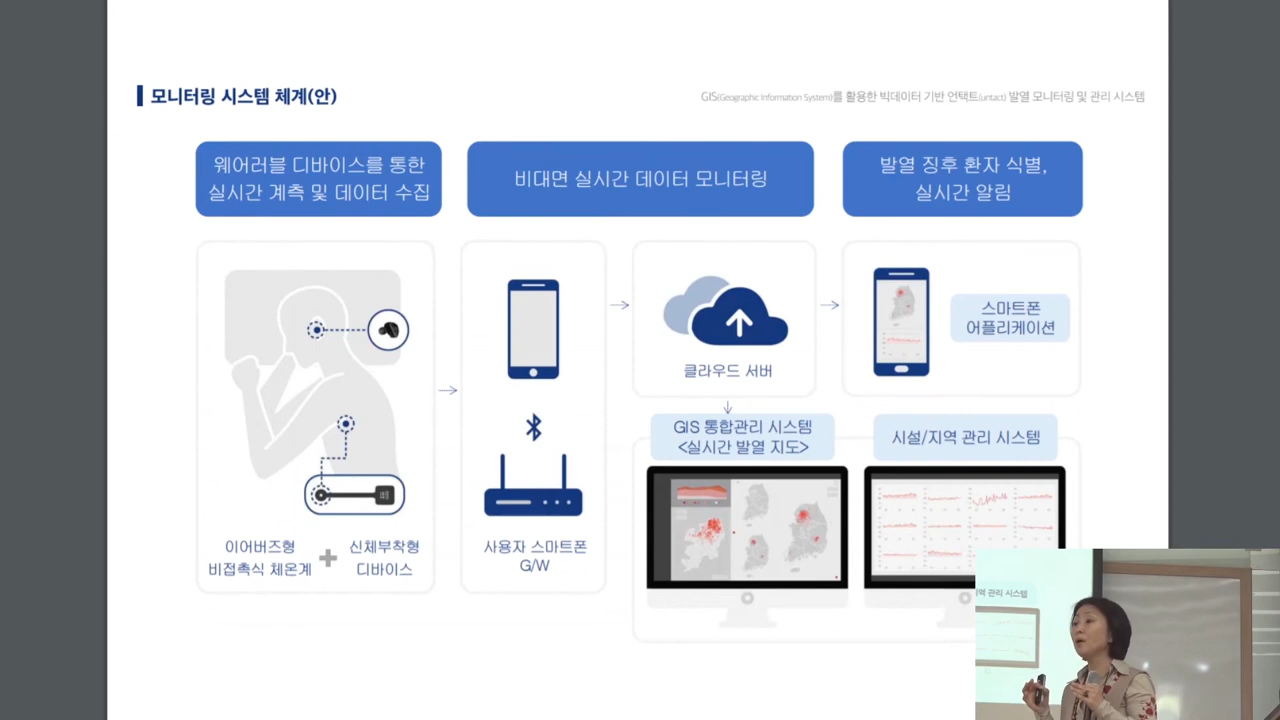 모니터링 시스템 체계(안)
GIS(Geographic Information System)를 활용한 빅데이터 기반 언택트(untact) 발열 모니터링 및 관리 시스템
웨어러블 디바이스를 통한
실시간 계측 및 데이터 수집
비대면 실시간 데이터 모니터링
발열 징후 환자 식별,
실시간 알림
스마트폰
어플리케이션
클라우드 서버
GIS 통합관리 시스템
<실시간 발열 지도>
시설/지역 관리 시스템
이어버즈형
비접촉식 체온계
+
신체부착형
디바이스
사용자 스마트폰
G/W
역 관리 시스템